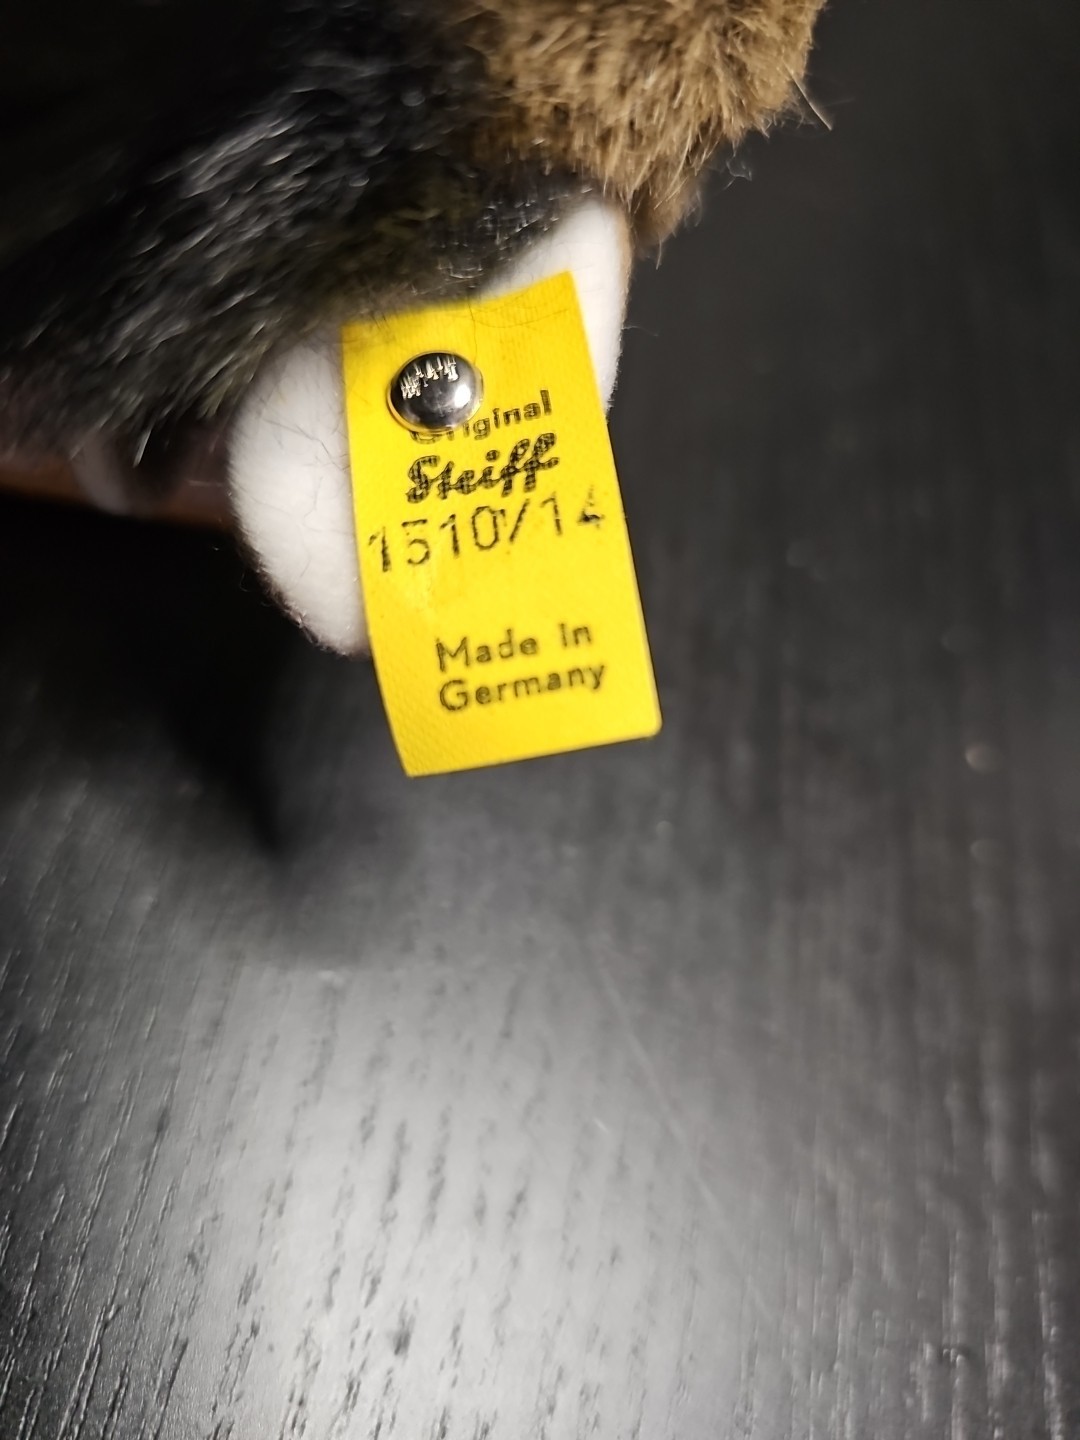 Original
Steiff
1510/14
Made in
Germany